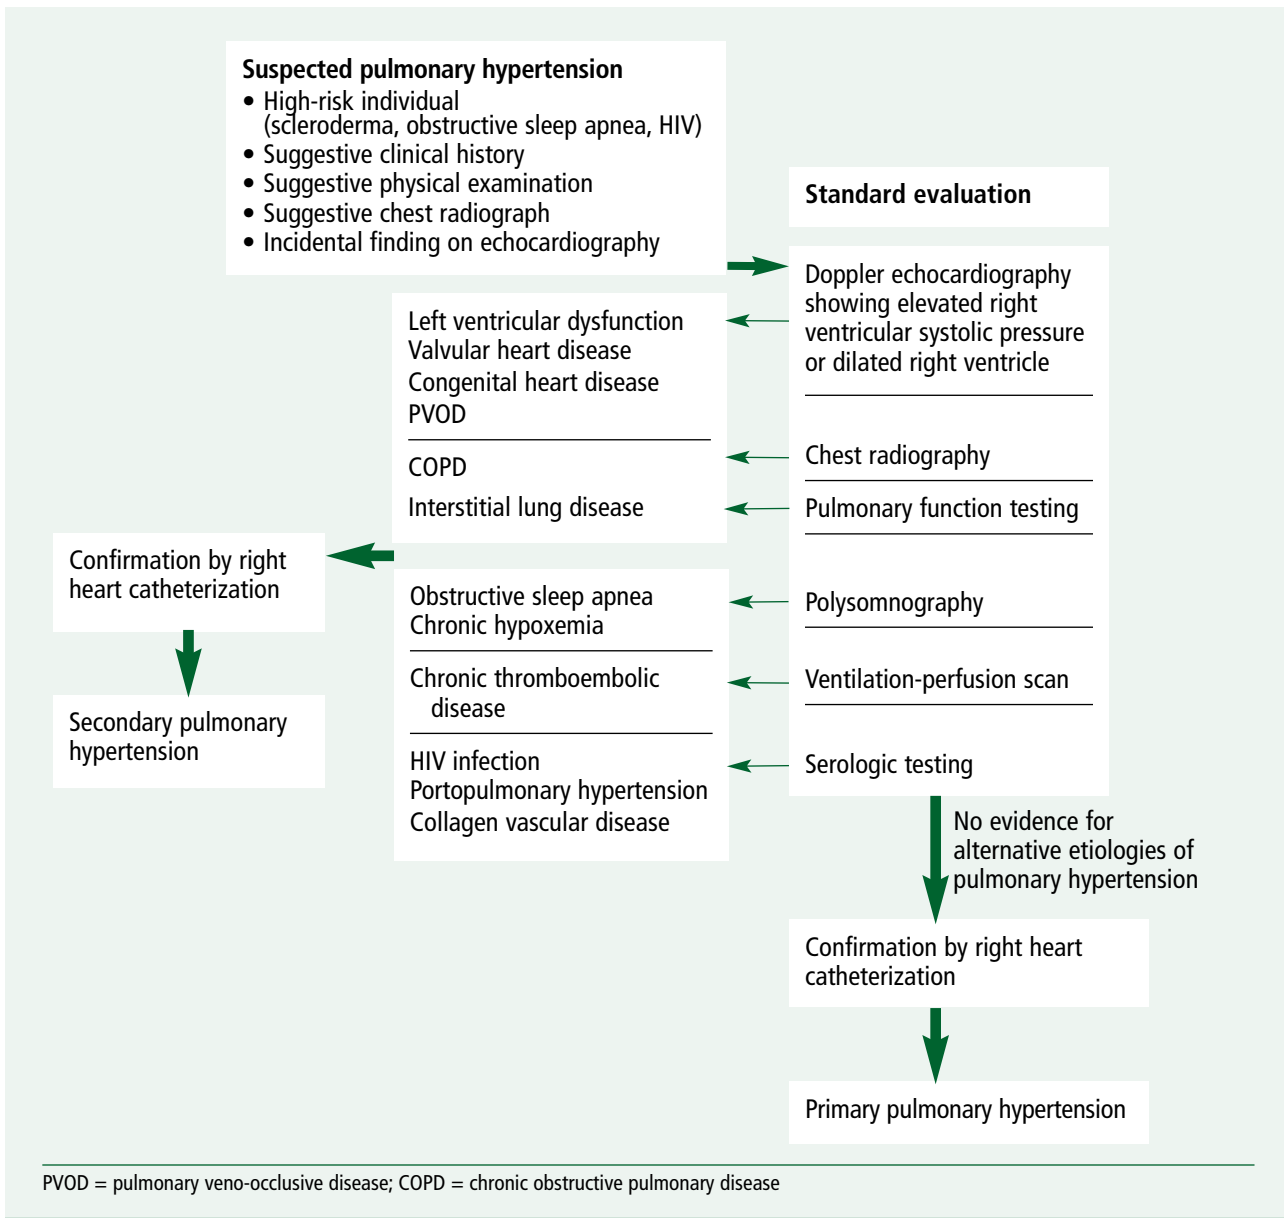 Suspected pulmonary hypertension
• High-risk individual
(scleroderma, obstructive sleep apnea, HIV)
• Suggestive clinical history
• Suggestive physical examination
• Suggestive chest radiograph
• Incidental finding on echocardiography
Standard evaluation
Doppler echocardiography
showing elevated right
ventricular systolic pressure
or dilated right ventricle
Left ventricular dysfunction
Valvular heart disease
Congenital heart disease
PVOD
Chest radiography
COPD
Pulmonary function testing
Interstitial lung disease
Polysomnography
Obstructive sleep apnea
Chronic hypoxemia
Ventilation-perfusion scan
Chronic thromboembolic
disease
Serologic testing
HIV infection
Portopulmonary hypertension
Collagen vascular disease
Confirmation by right
heart catheterization
Secondary pulmonary
hypertension
No evidence for
alternative etiologies of
pulmonary hypertension
Confirmation by right heart
catheterization
Primary pulmonary hypertension
PVOD = pulmonary veno-occlusive disease; COPD = chronic obstructive pulmonary disease